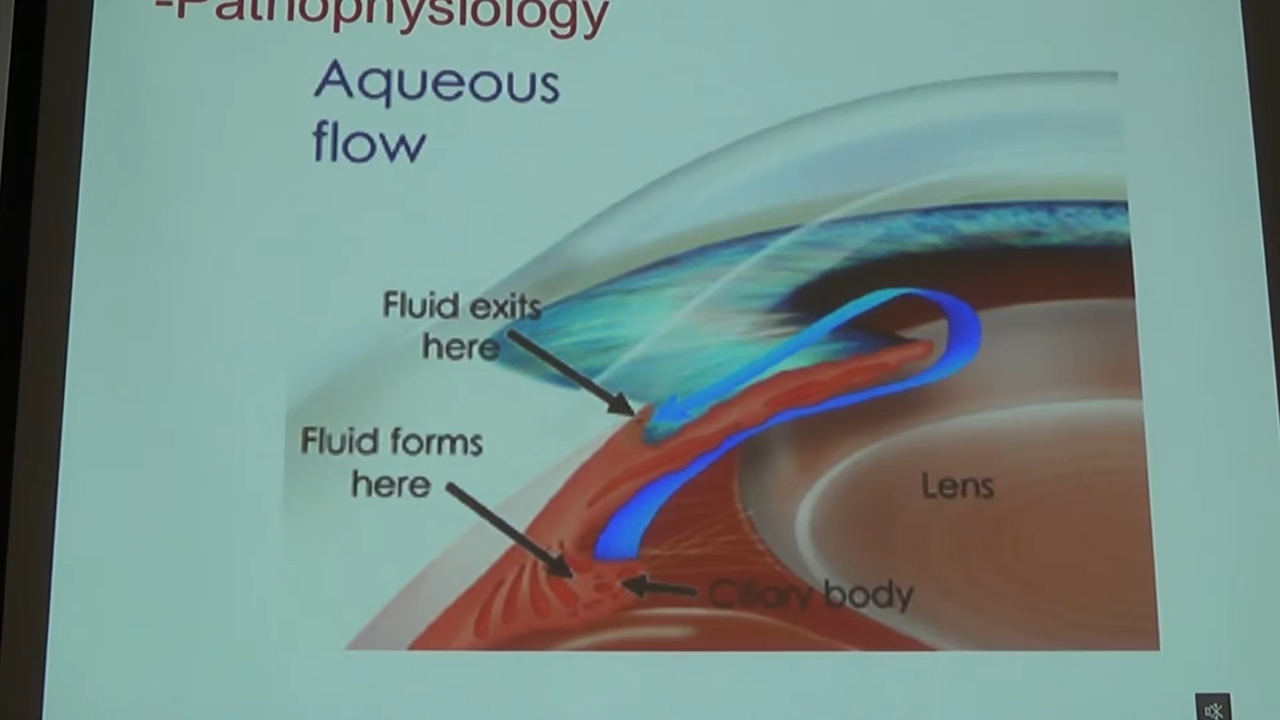 -Pathophysiology
Aqueous
flow
Fluid exits
here
Fluid forms
here
Lens
Ciliary body